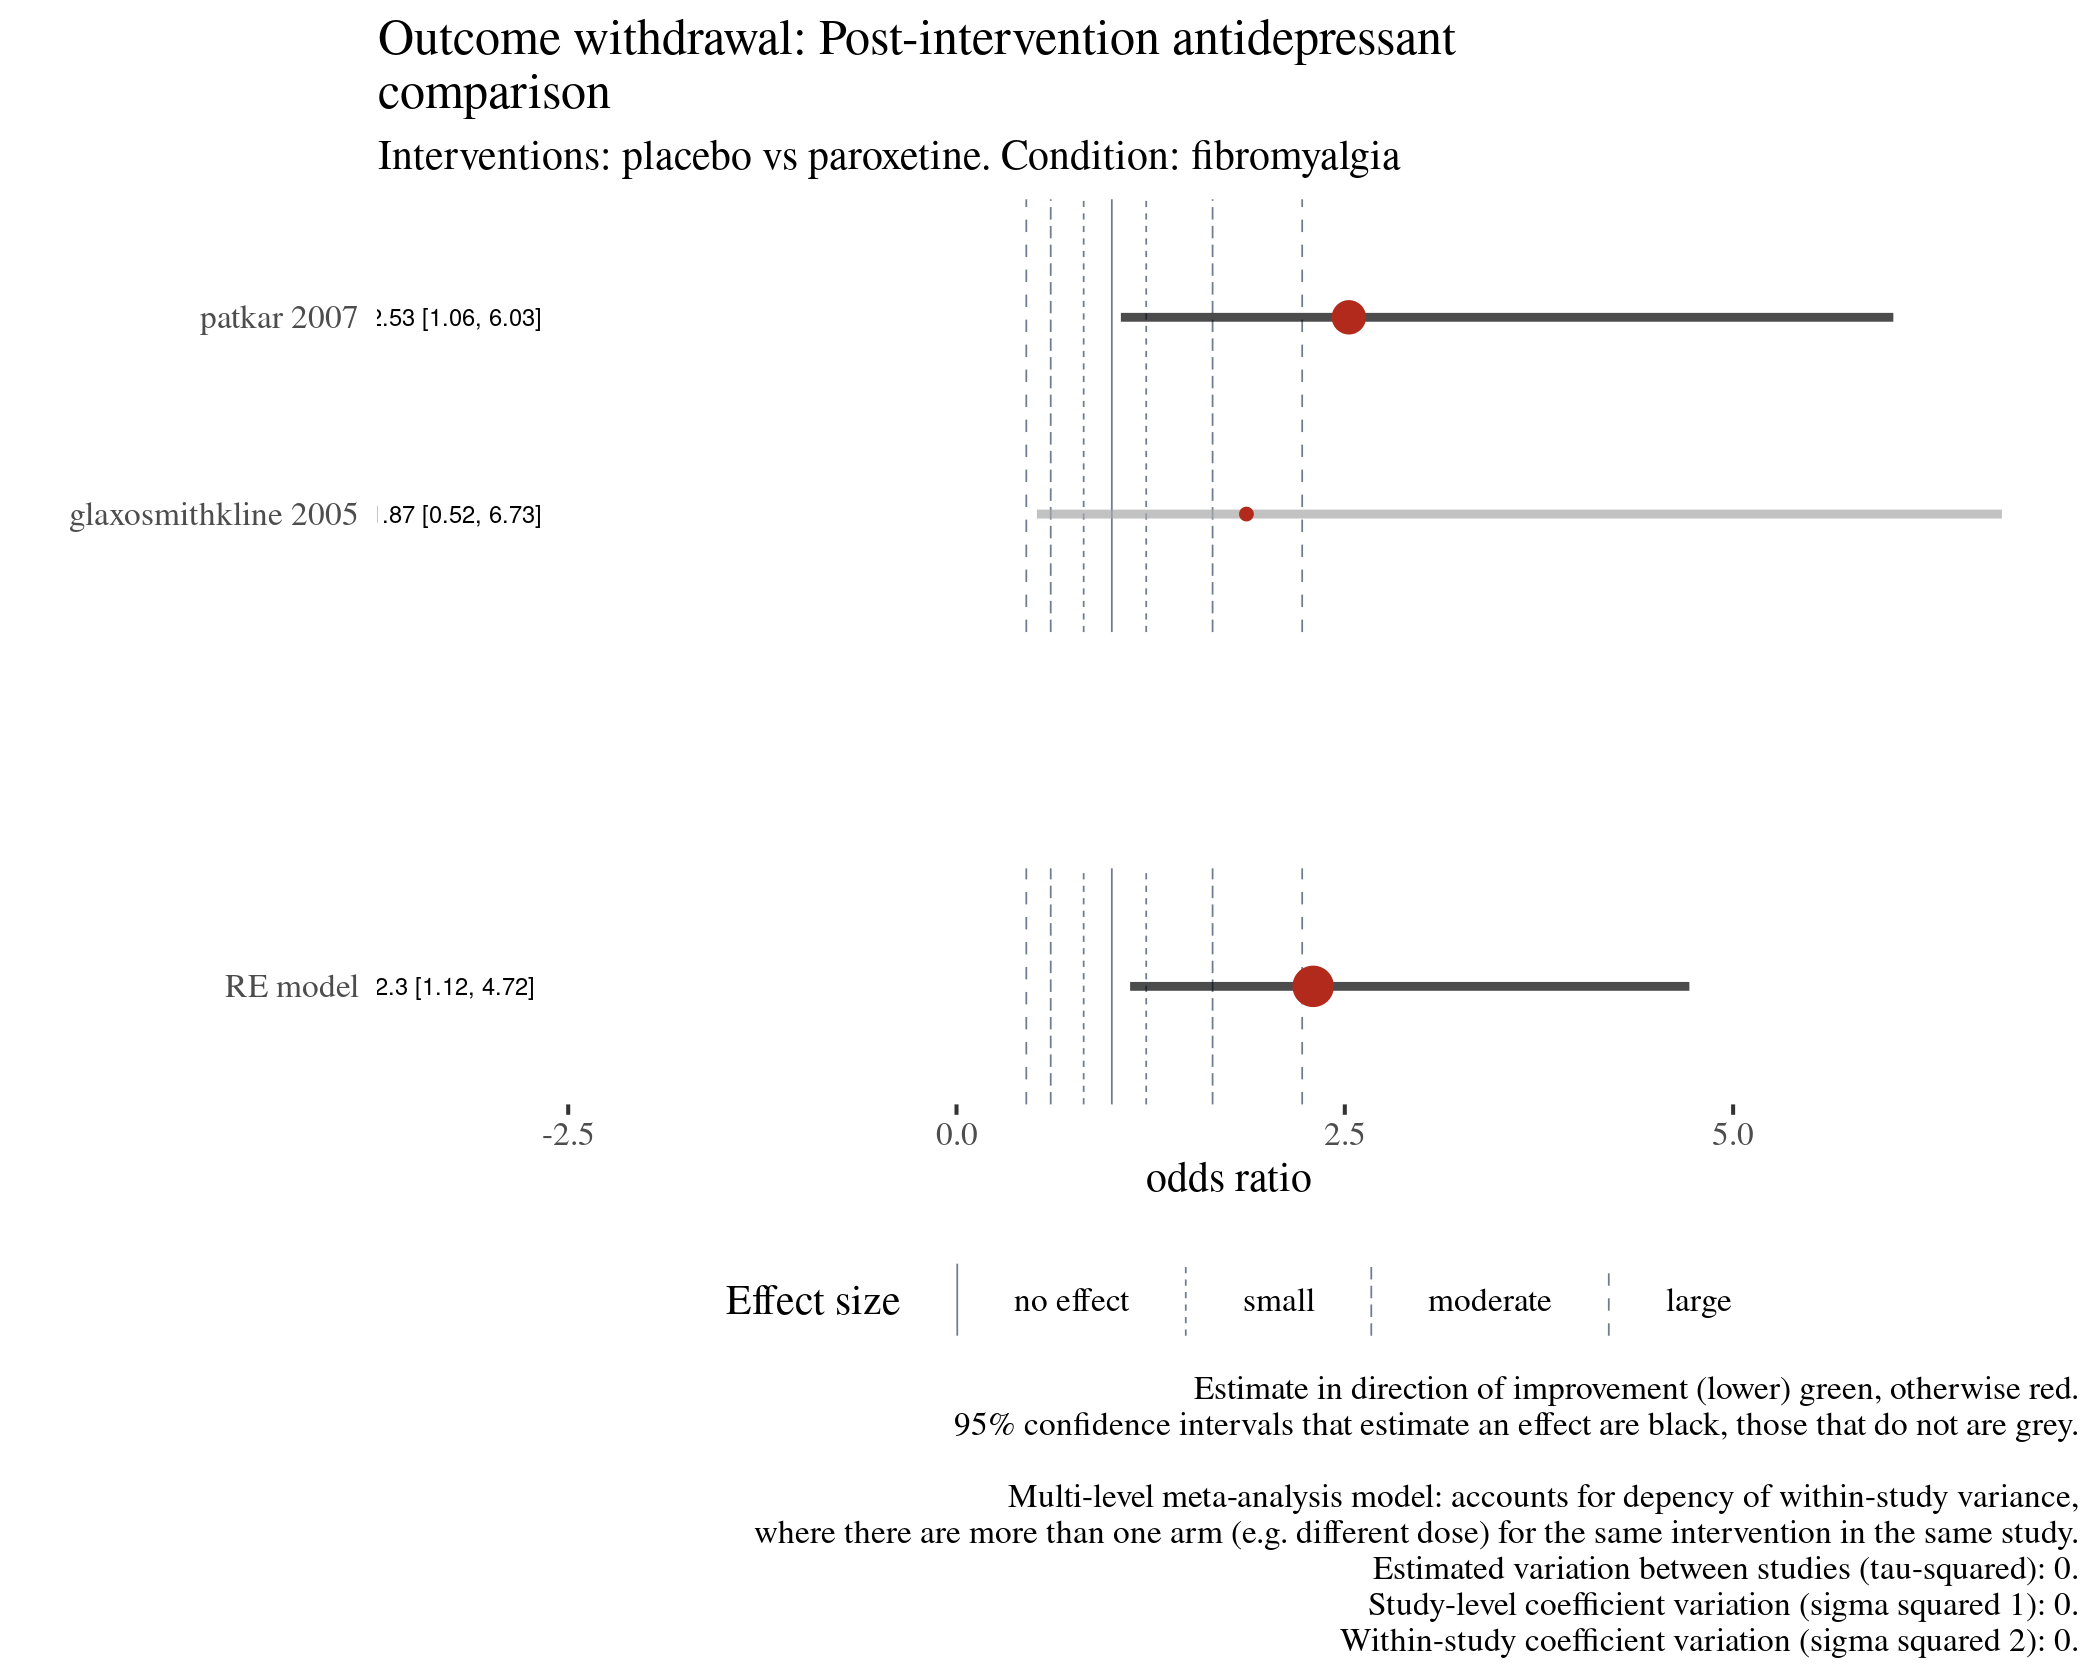 Outcome withdrawal: Post-intervention antidepressant
comparison
Interventions: placebo vs paroxetine. Condition: fibromyalgia
patkar 2007 2.53 [1.06, 6.03]
glaxosmithkline 2005 .87 [0.52, 6.73]
RE model 2.3 [1.12, 4.72]
-2.5 0.0 2.5 5.0
odds ratio
Effect size no effect small moderate large
Estimate in direction of improvement (lower) green, otherwise red.
95% confidence intervals that estimate an effect are black, those that do not are grey.
Multi-level meta-analysis model: accounts for depency of within-study variance,
where there are more than one arm (e.g. different dose) for the same intervention in the same study.
Estimated variation between studies (tau-squared): 0.
Study-level coefficient variation (sigma squared 1): 0.
Within-study coefficient variation (sigma squared 2): 0.